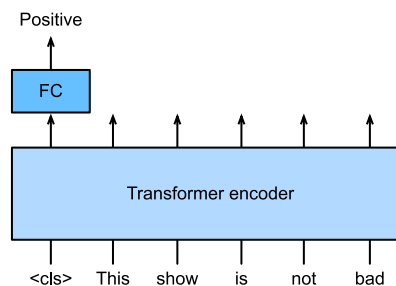 Positive
FC
Transformer encoder
<cls> This show is not bad